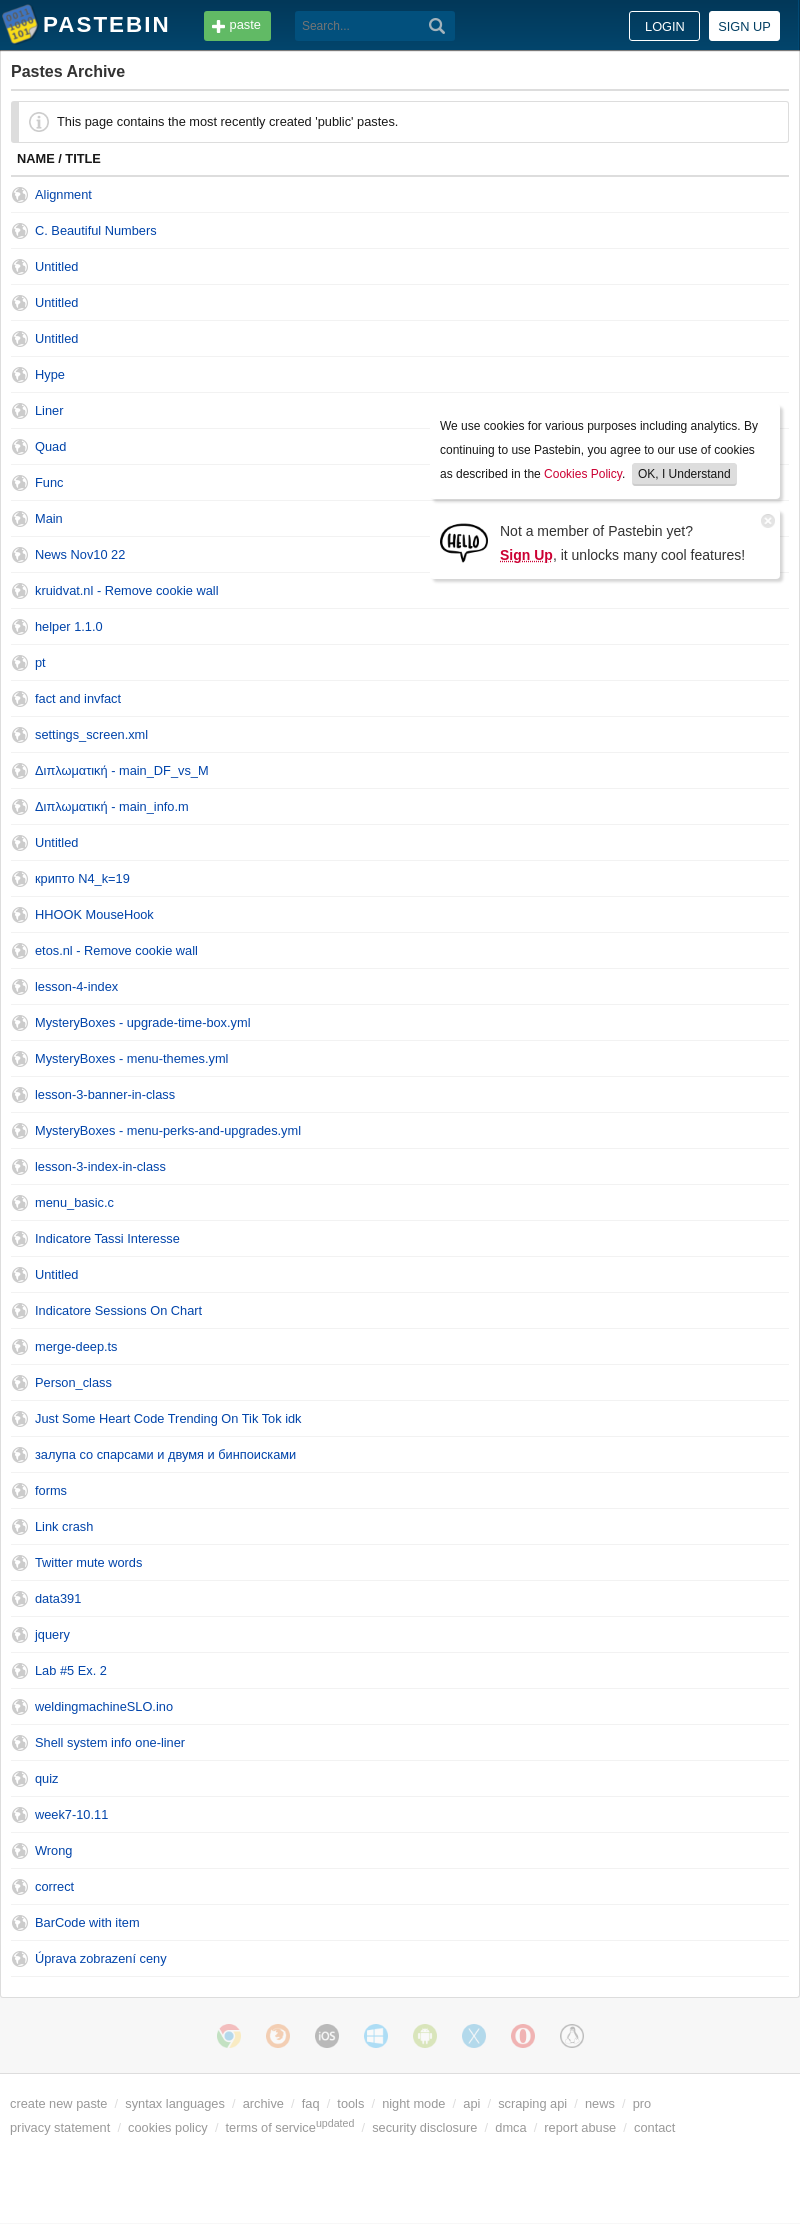 PASTEBIN
paste
Search...
LOGIN
SIGN UP
Pastes Archive
This page contains the most recently created 'public' pastes.
NAME / TITLE
Alignment
C. Beautiful Numbers
Untitled
Untitled
Untitled
Hype
Liner
Quad
Func
Main
News Nov10 22
We use cookies for various purposes including analytics. By
continuing to use Pastebin, you agree to our use of cookies
as described in the Cookies Policy. OK, I Understand
HELLO
Not a member of Pastebin yet?
Sign Up, it unlocks many cool features!
kruidvat.nl - Remove cookie wall
helper 1.1.0
pt
fact and invfact
settings_screen.xml
Διπλωματική - main_DF_vs_M
Διπλωματική - main_info.m
Untitled
крипто N4_k=19
HHOOK MouseHook
etos.nl - Remove cookie wall
lesson-4-index
MysteryBoxes - upgrade-time-box.yml
MysteryBoxes - menu-themes.yml
lesson-3-banner-in-class
MysteryBoxes - menu-perks-and-upgrades.yml
lesson-3-index-in-class
menu_basic.c
Indicatore Tassi Interesse
Untitled
Indicatore Sessions On Chart
merge-deep.ts
Person_class
Just Some Heart Code Trending On Tik Tok idk
залупа со спарсами и двумя и бинпоисками
forms
Link crash
Twitter mute words
data391
jquery
Lab #5 Ex. 2
weldingmachineSLO.ino
Shell system info one-liner
quiz
week7-10.11
Wrong
correct
BarCode with item
Úprava zobrazení ceny
iOS
create new paste / syntax languages / archive / faq / tools / night mode / api / scraping api / news / pro
privacy statement / cookies policy / terms of service updated / security disclosure / dmca / report abuse / contact